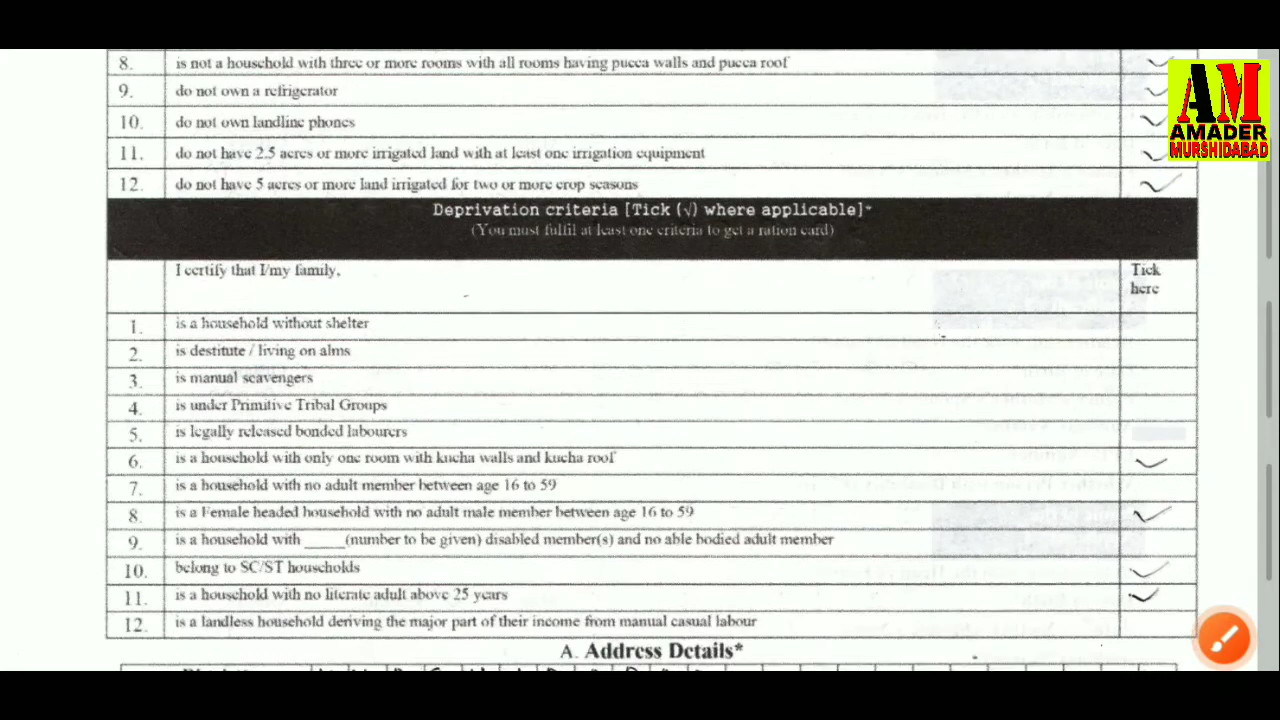 8. is not a household with three or more rooms with all rooms having pucca walls and pucca roof ✓
9. do not own a refrigerator ✓
10. do not own landline phones ✓
11. do not have 2.5 acres or more irrigated land with at least one irrigation equipment ✓
12. do not have 5 acres or more land irrigated for two or more crop seasons ✓
AM
AMADER
MURSHIDABAD
Deprivation criteria [Tick (√) where applicable]*
(You must fulfil at least one criteria to get a ration card)
I certify that I/my family, Tick
here
1. is a household without shelter
2. is destitute / living on alms
3. is manual scavengers
4. is under Primitive Tribal Groups
5. is legally released bonded labourers
6. is a household with only one room with kucha walls and kucha roof ✓
7. is a household with no adult member between age 16 to 59
8. is a Female headed household with no adult male member between age 16 to 59 ✓
9. is a household with _____(number to be given) disabled member(s) and no able bodied adult member
10. belong to SC/ST households ✓
11. is a household with no literate adult above 25 years ✓
12. is a landless household deriving the major part of their income from manual casual labour
A. Address Details*